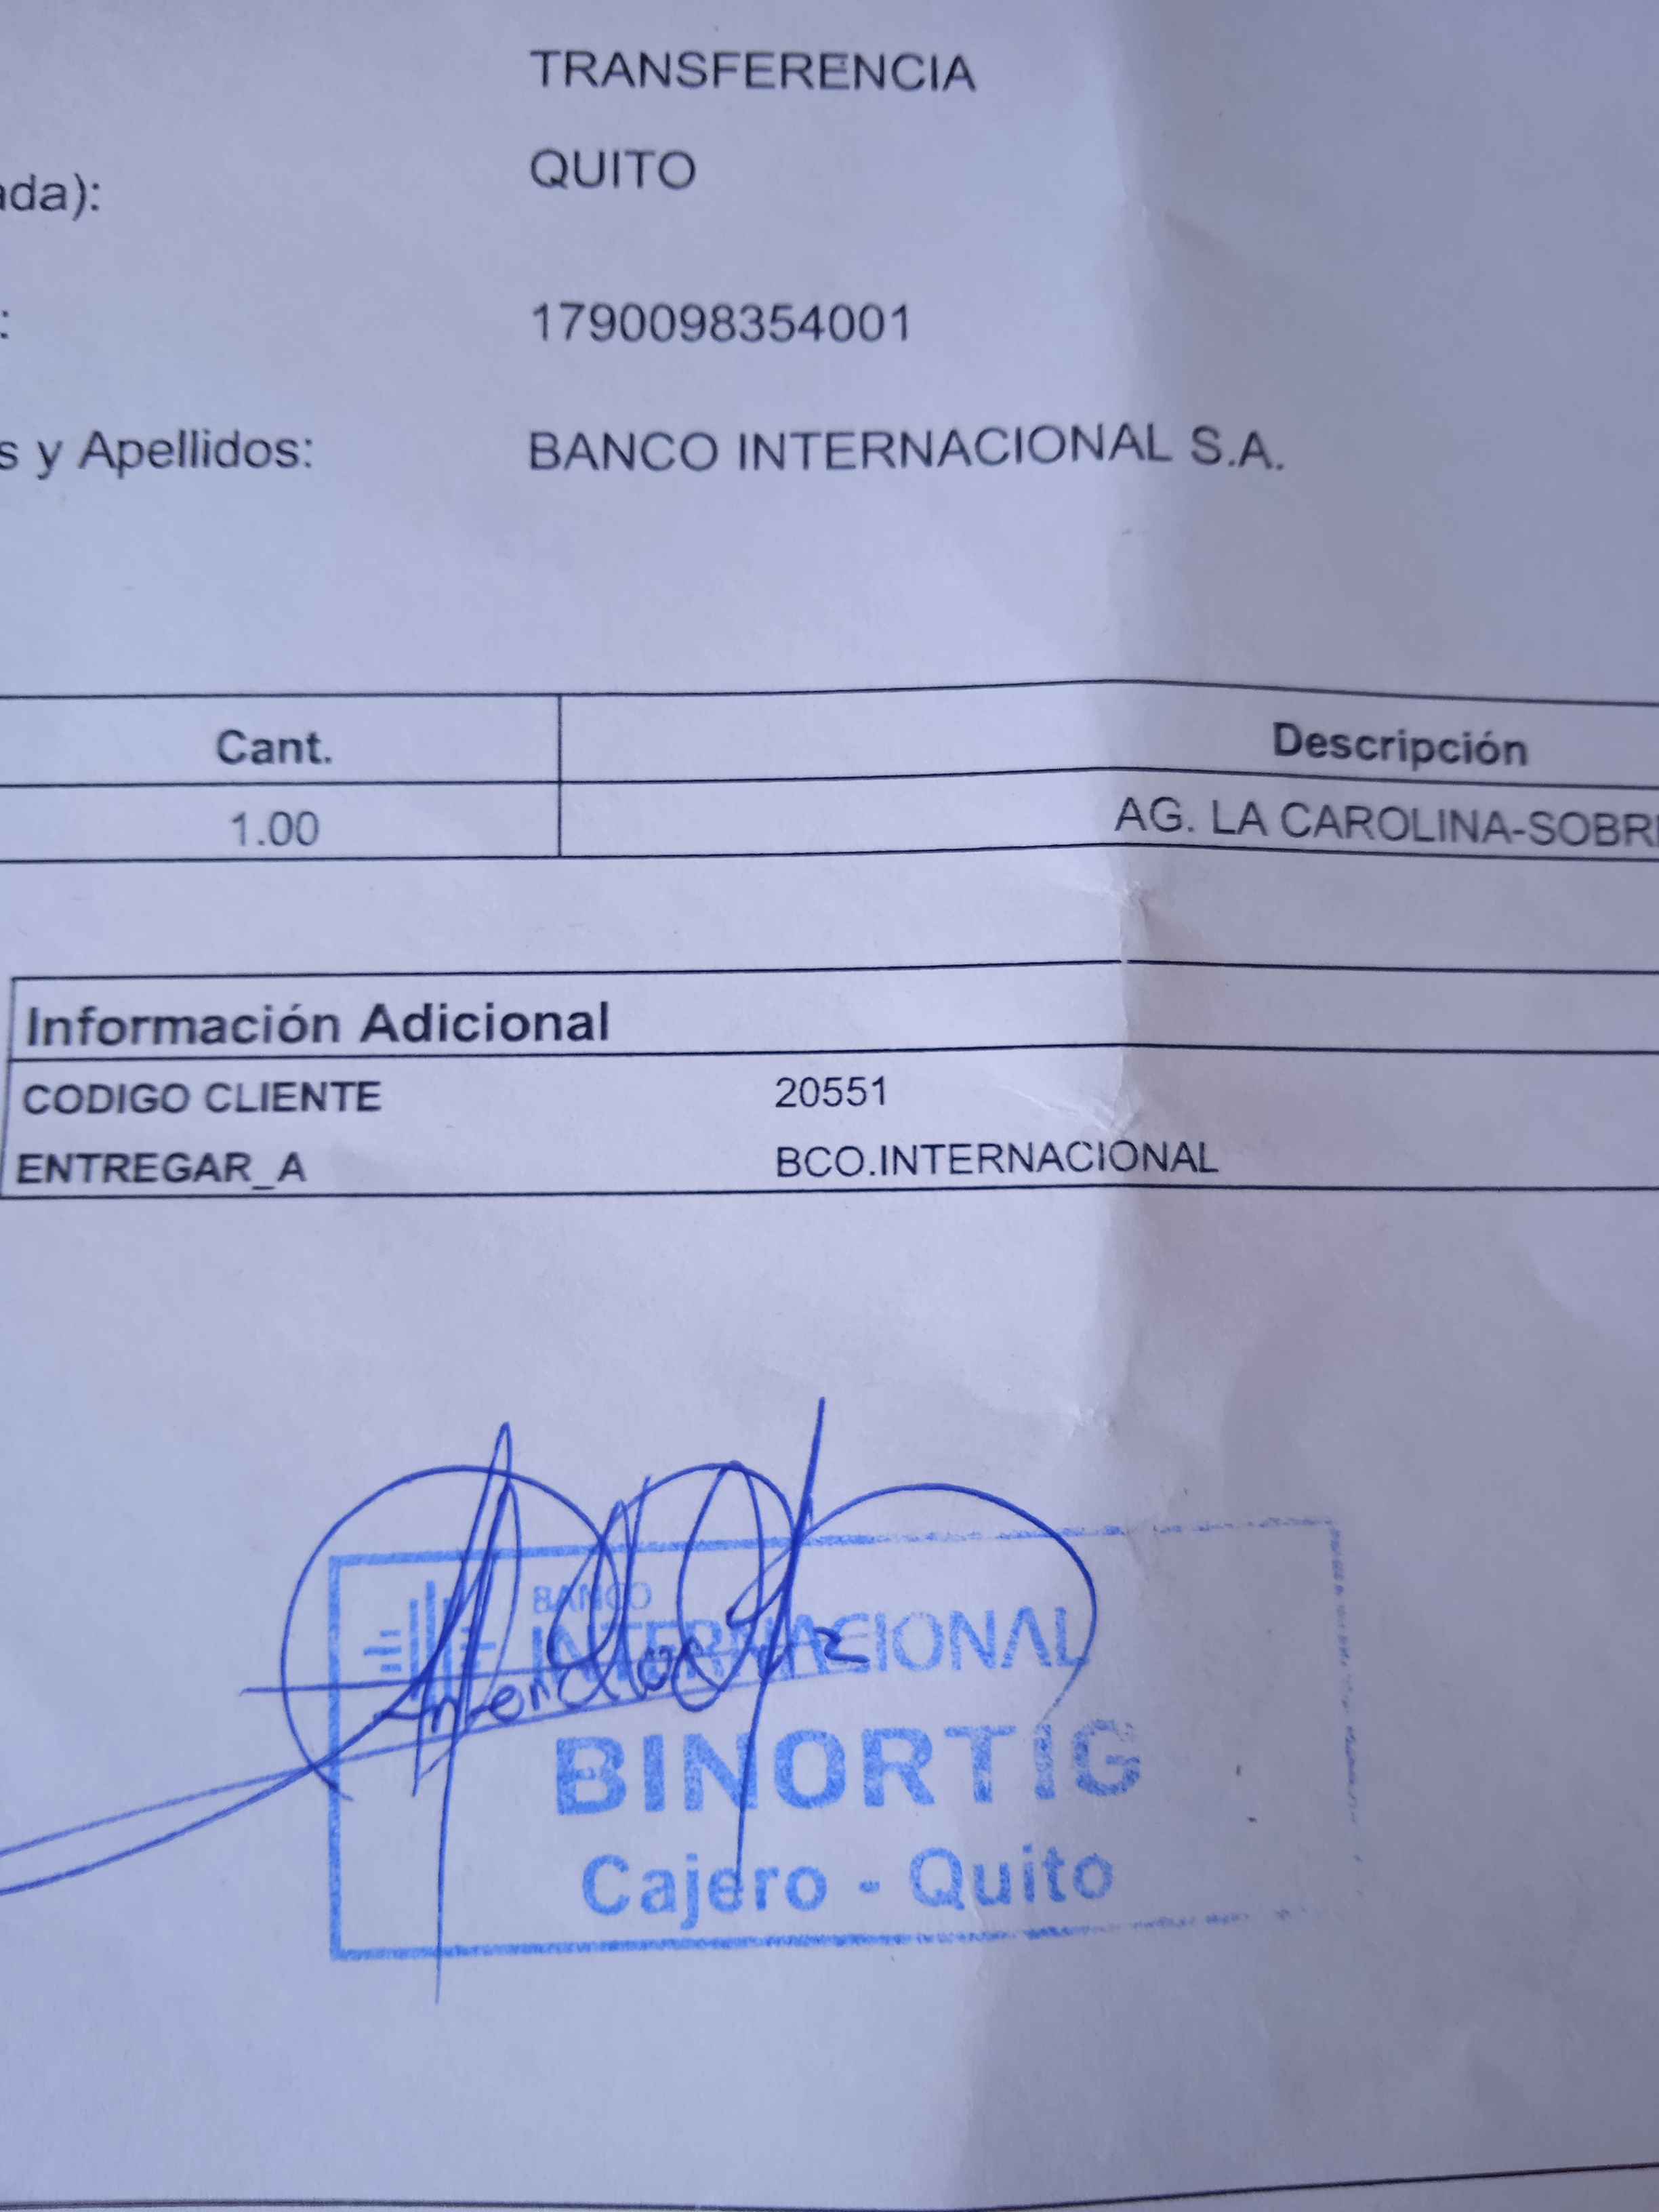 TRANSFERENCIA
ada): QUITO
: 1790098354001
s y Apellidos: BANCO INTERNACIONAL S.A.
Cant. Descripción
1.00 AG. LA CAROLINA-SOBR
Información Adicional
CODIGO CLIENTE 20551
ENTREGAR_A BCO.INTERNACIONAL
BANCO
INTERNACIONAL
BINORTIG
Cajero - Quito